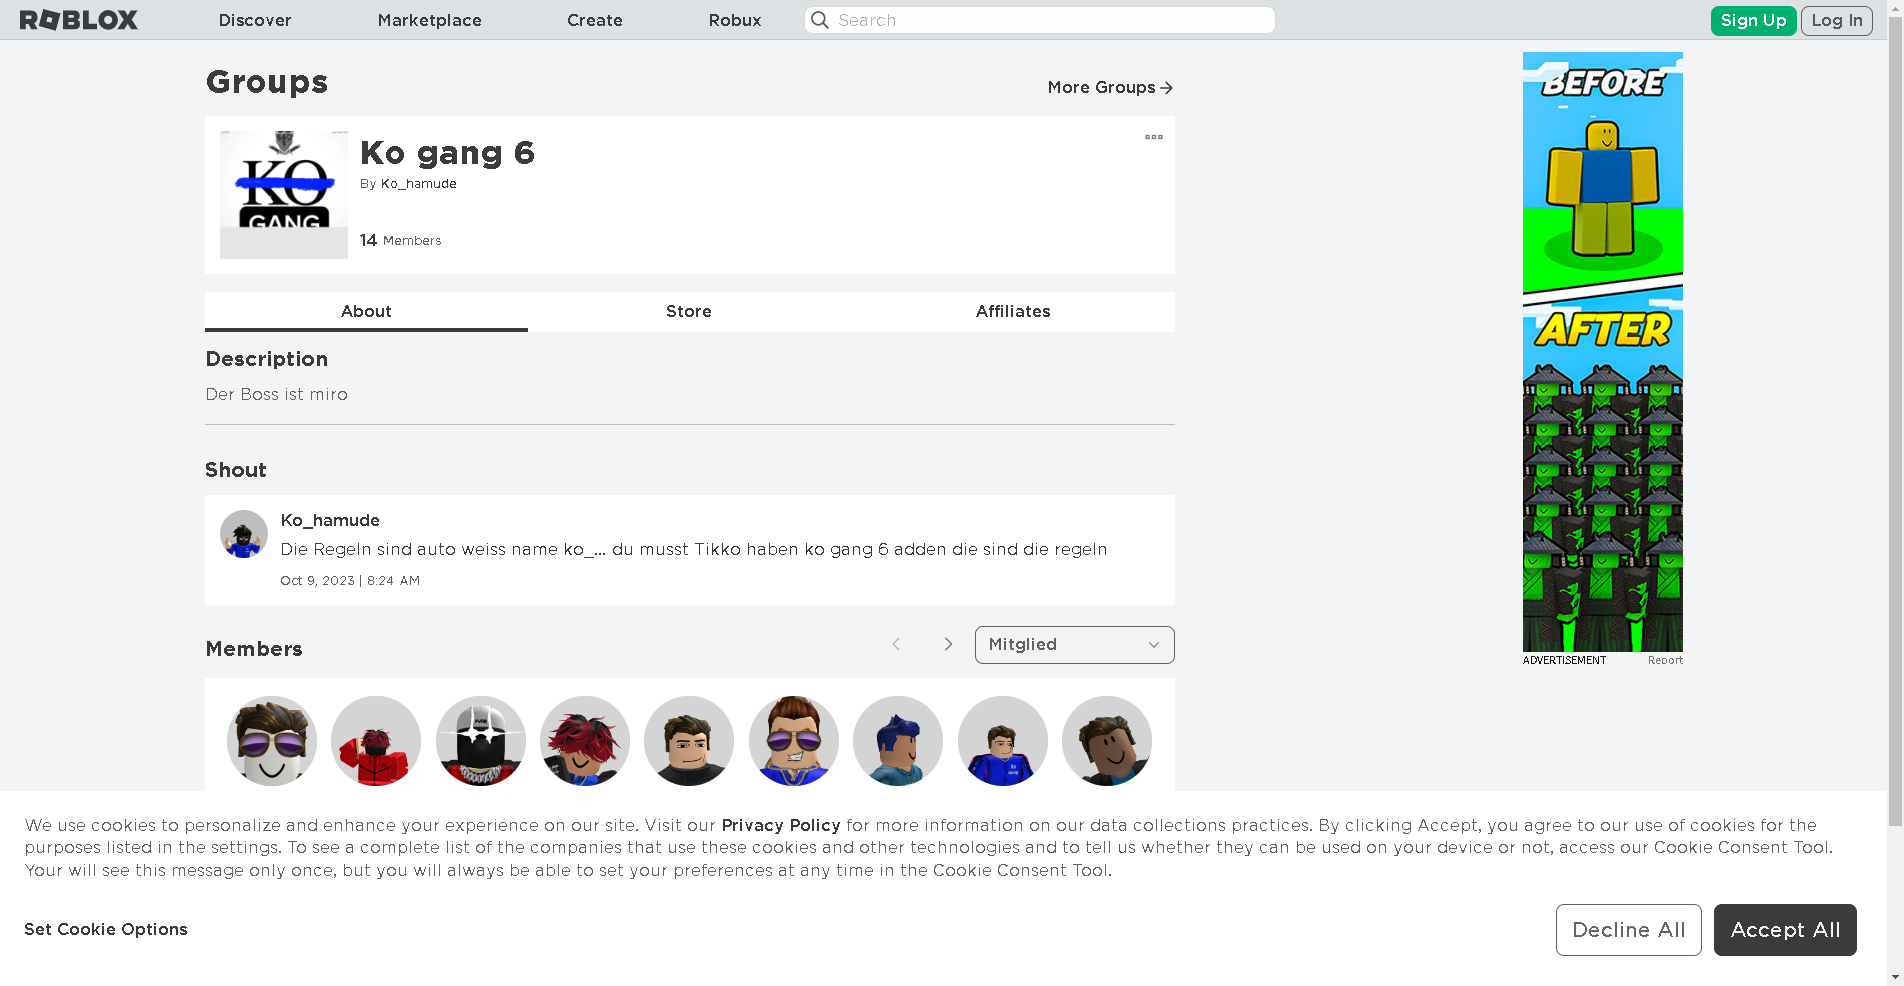 ROBLOX
Discover
Marketplace
Create
Robux
Search
Sign Up
Log In
Groups
More Groups
KO
GANG
Ko gang 6
By Ko_hamude
14 Members
About
Store
Affiliates
Description
Der Boss ist miro
Shout
Ko_hamude
Die Regeln sind auto weiss name ko_... du musst Tikko haben ko gang 6 adden die sind die regeln
Oct 9, 2023 | 8:24 AM
Members
Mitglied
BEFORE
AFTER
ADVERTISEMENT
Report
We use cookies to personalize and enhance your experience on our site. Visit our Privacy Policy for more information on our data collections practices. By clicking Accept, you agree to our use of cookies for the
purposes listed in the settings. To see a complete list of the companies that use these cookies and other technologies and to tell us whether they can be used on your device or not, access our Cookie Consent Tool.
Your will see this message only once, but you will always be able to set your preferences at any time in the Cookie Consent Tool.
Set Cookie Options
Decline All
Accept All